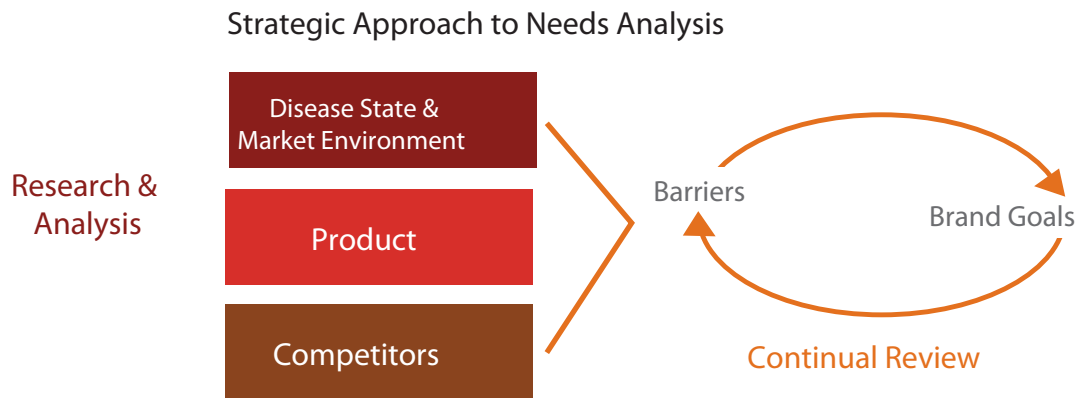 Strategic Approach to Needs Analysis
Research &
Analysis
Disease State &
Market Environment
Product
Competitors
Barriers
Brand Goals
Continual Review